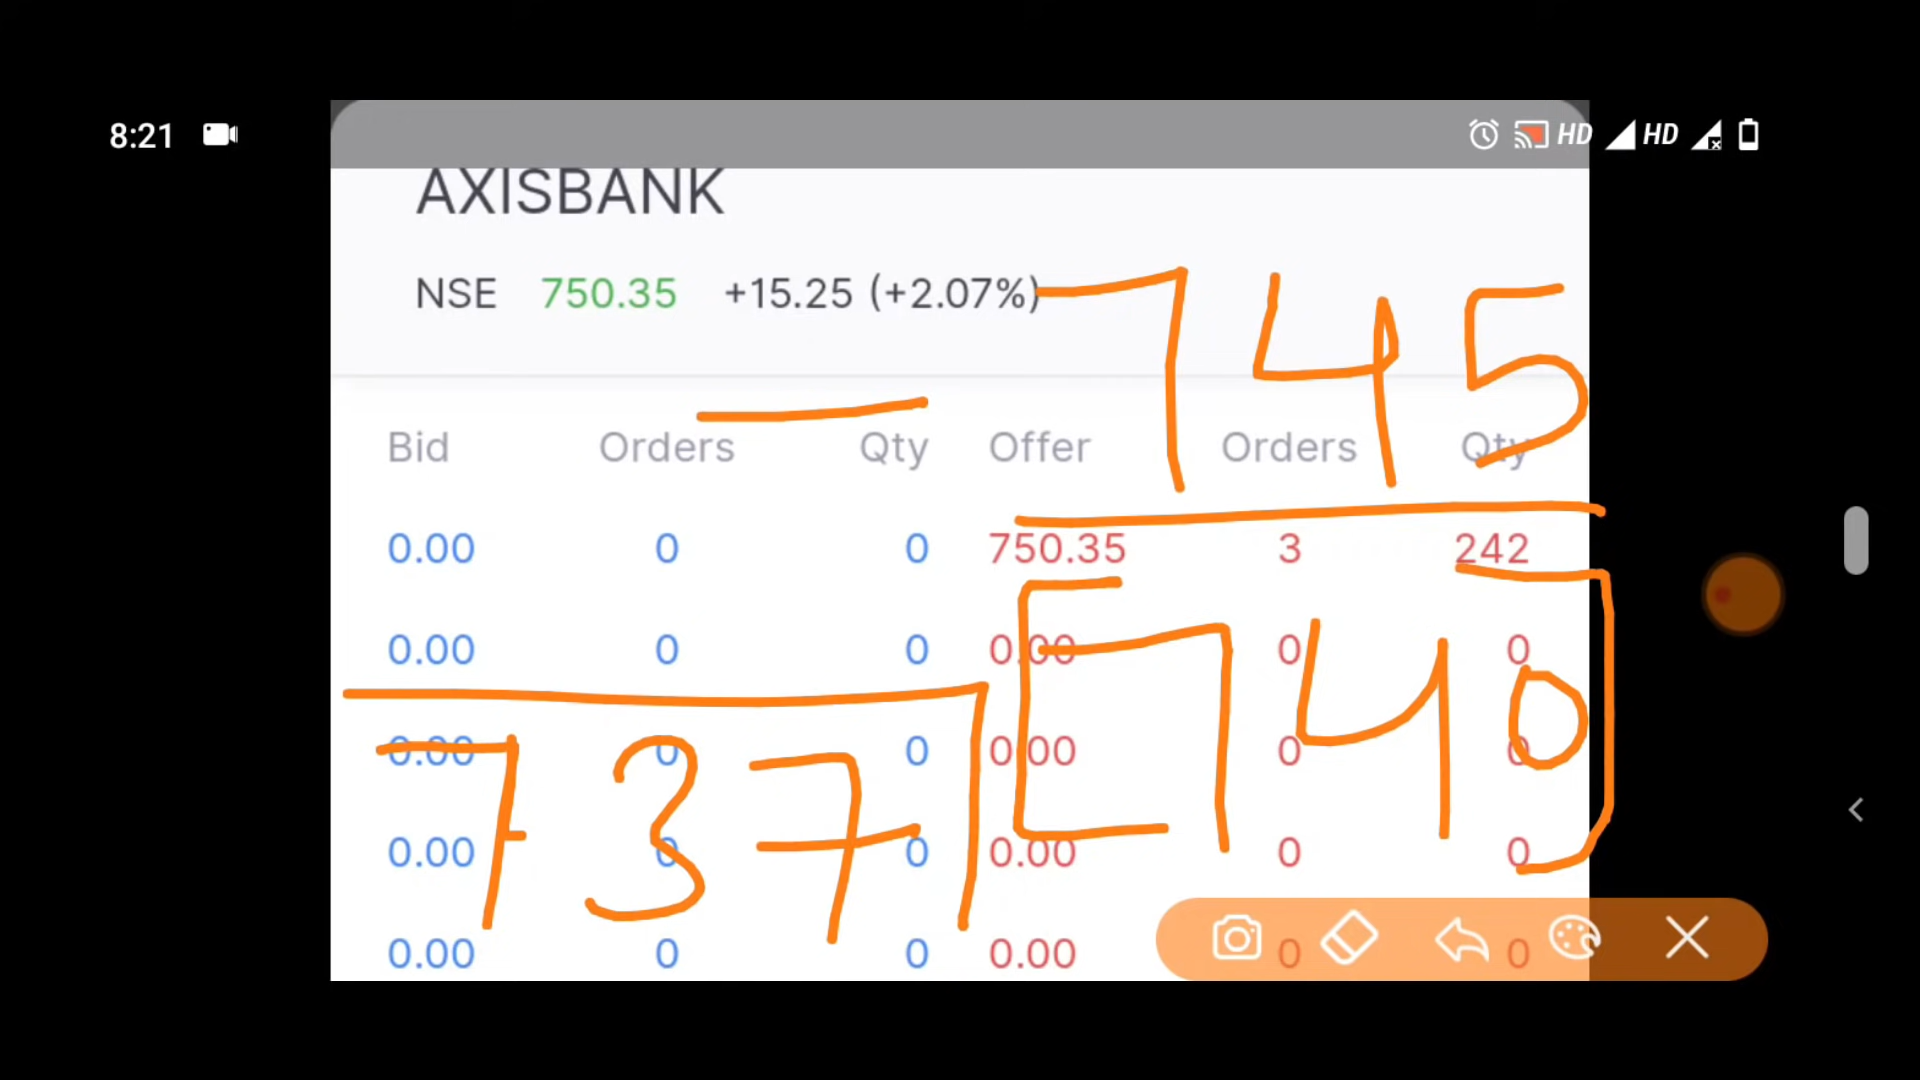 8:21 HD HD
AXISBANK
NSE 750.35 +15.25 (+2.07%) 745
Bid Orders Qty Offer Orders Qty
0.00 0 0 750.35 3 242
0.00 0 0 0.00 0 0
740
0.00 0 0 0.00 0 0
737
0.00 0 0 0.00 0 0
0.00 0 0 0.00 0 0